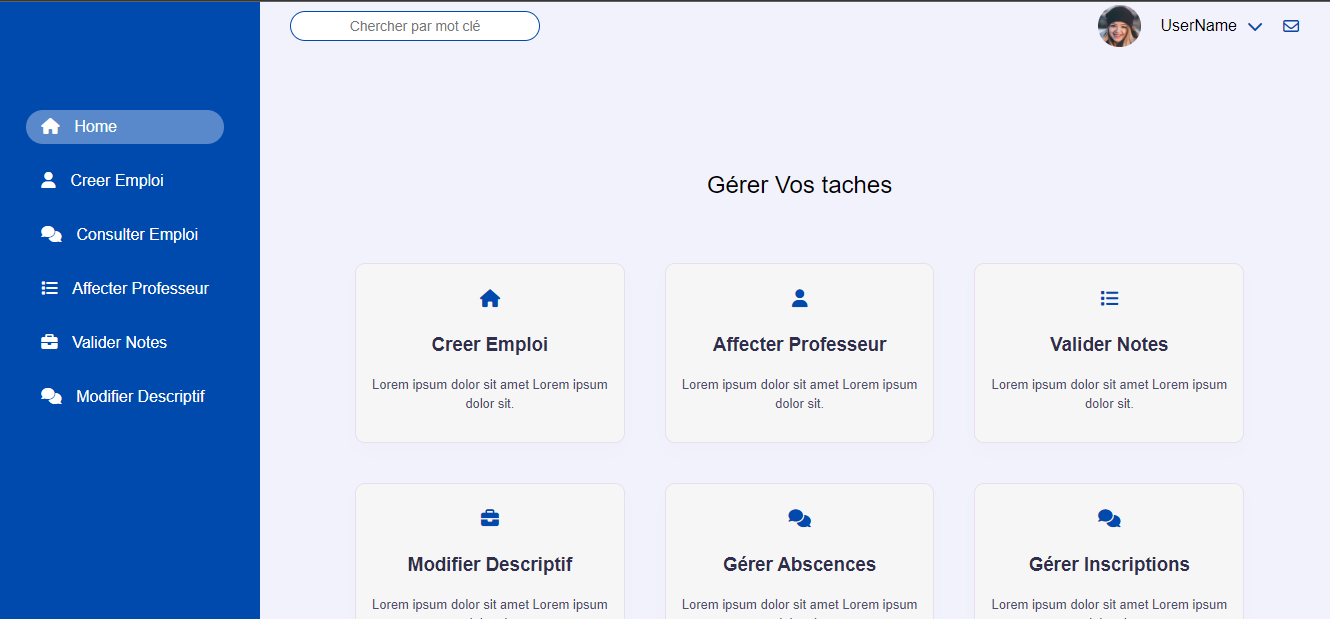 Chercher par mot clé
UserName
Home
Creer Emploi
Consulter Emploi
Affecter Professeur
Valider Notes
Modifier Descriptif
Gérer Vos taches
Creer Emploi
Lorem ipsum dolor sit amet Lorem ipsum
dolor sit.
Affecter Professeur
Lorem ipsum dolor sit amet Lorem ipsum
dolor sit.
Valider Notes
Lorem ipsum dolor sit amet Lorem ipsum
dolor sit.
Modifier Descriptif
Lorem ipsum dolor sit amet Lorem ipsum
Gérer Abscences
Lorem ipsum dolor sit amet Lorem ipsum
Gérer Inscriptions
Lorem ipsum dolor sit amet Lorem ipsum